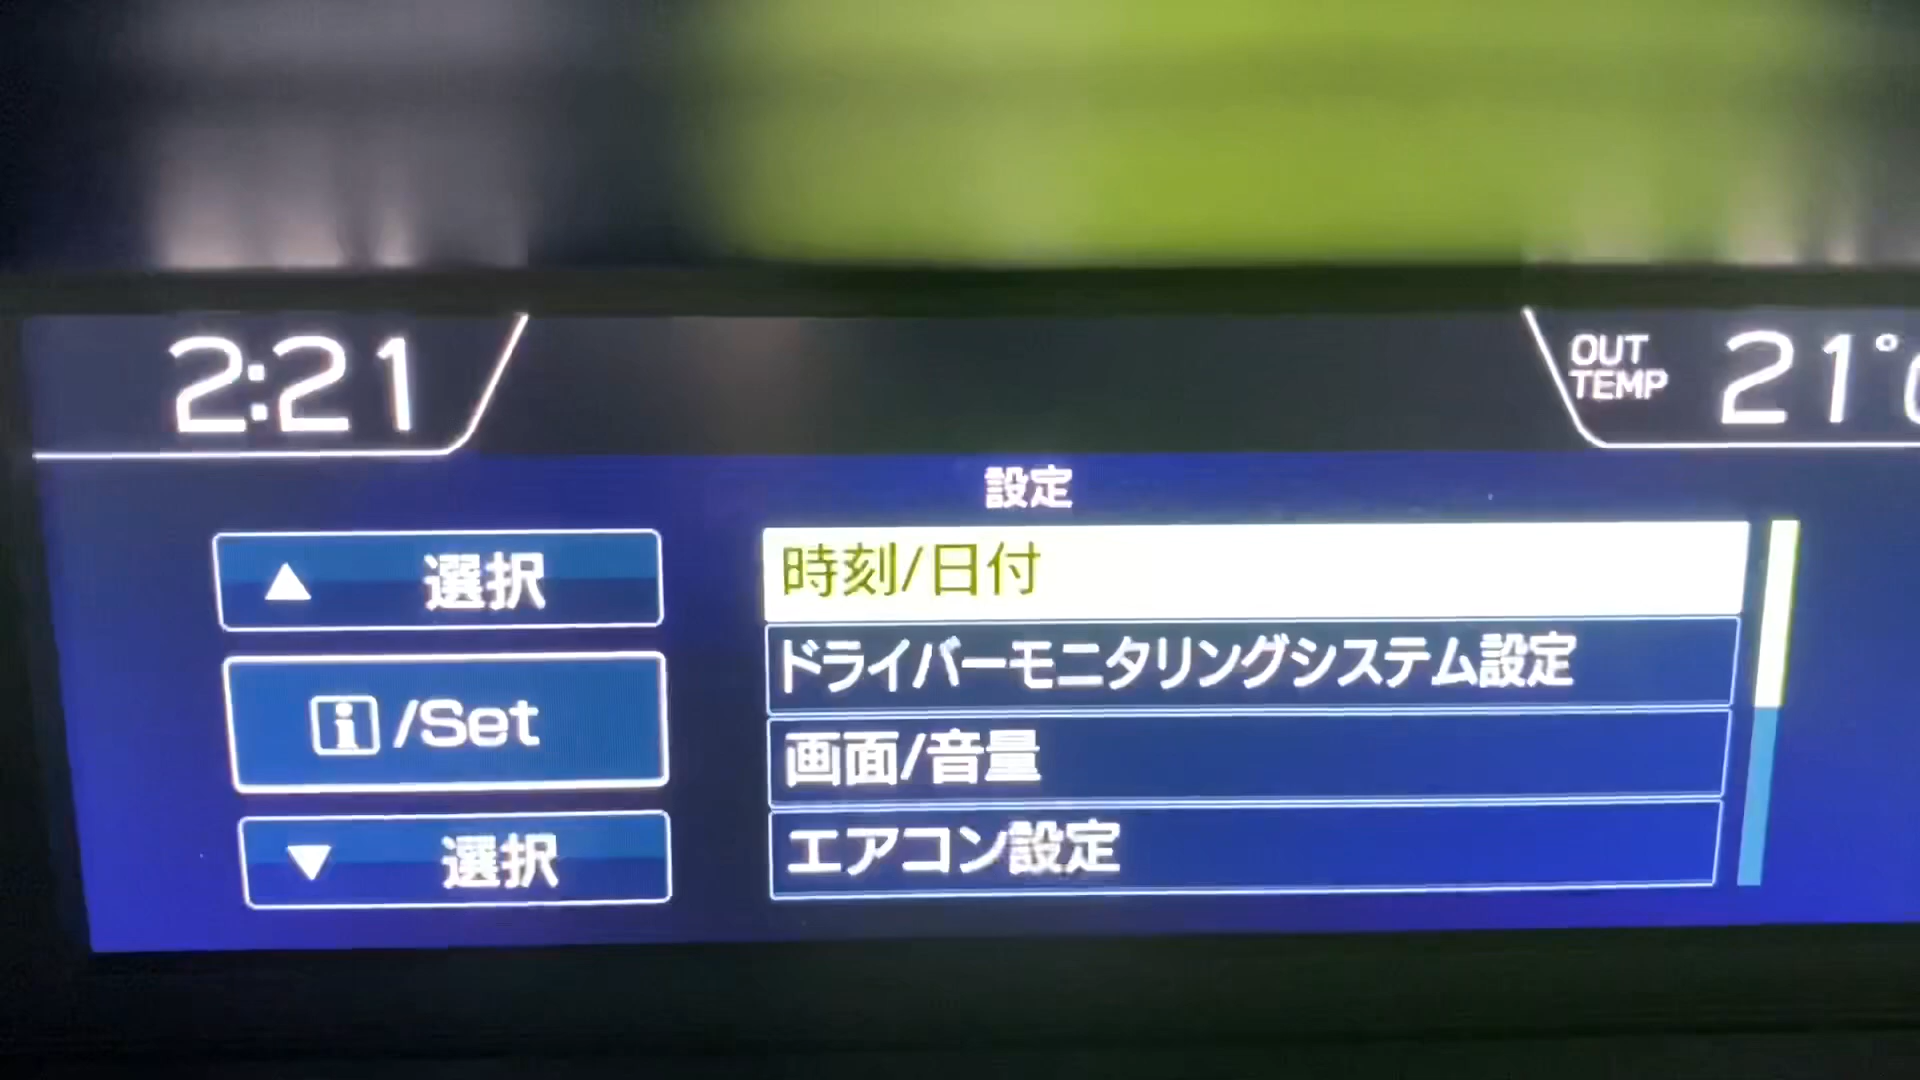 2:21
OUT
TEMP
21°C
設定
▲ 選択
i/Set
▼ 選択
時刻/日付
ドライバーモニタリングシステム設定
画面/音量
エアコン設定